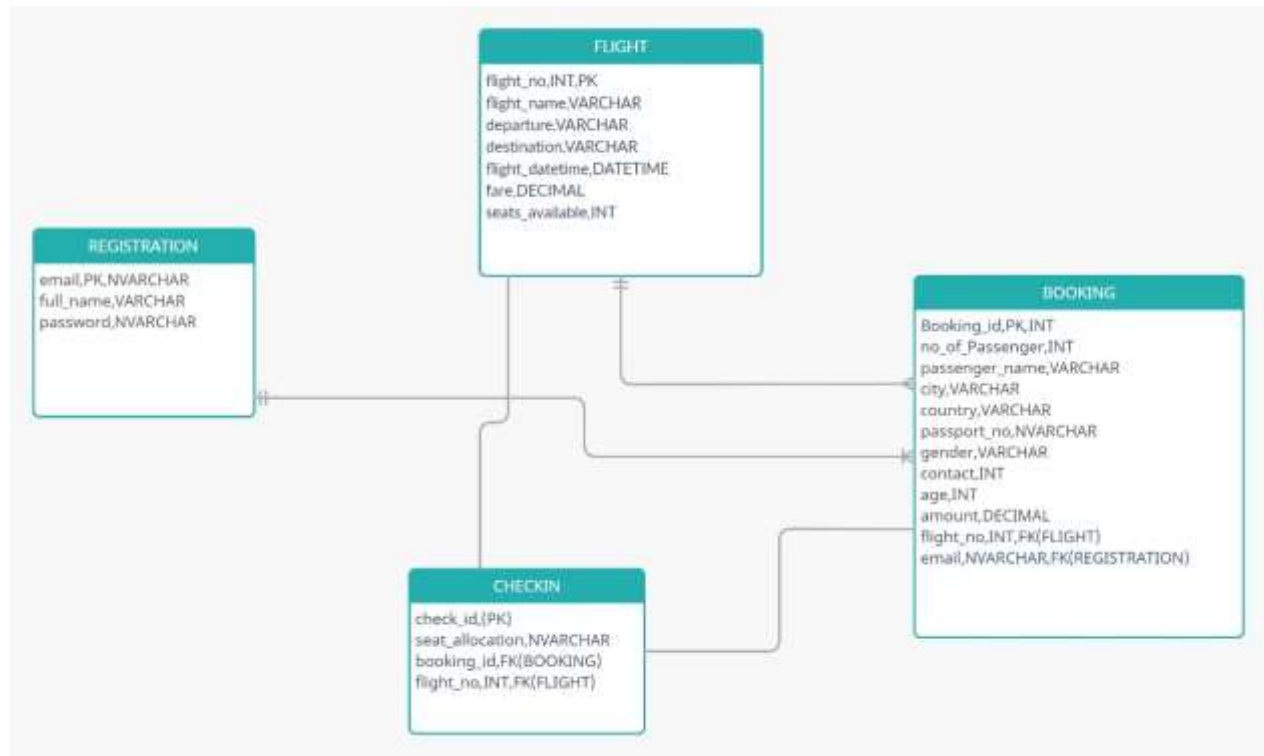 FLIGHT
flight_no,INT,PK
flight_name,VARCHAR
departure,VARCHAR
destination,VARCHAR
flight_datetime,DATETIME
fare,DECIMAL
seats_available,INT
REGISTRATION
email,PK,NVARCHAR
full_name,VARCHAR
password,NVARCHAR
BOOKING
Booking_id,PK,INT
no_of_Passenger,INT
passenger_name,VARCHAR
city,VARCHAR
country,VARCHAR
passport_no,NVARCHAR
gender,VARCHAR
contact,INT
age,INT
amount,DECIMAL
flight_no,INT,FK(FLIGHT)
email,NVARCHAR,FK(REGISTRATION)
CHECKIN
check_id,(PK)
seat_allocation,NVARCHAR
booking_id,FK(BOOKING)
flight_no,INT,FK(FLIGHT)